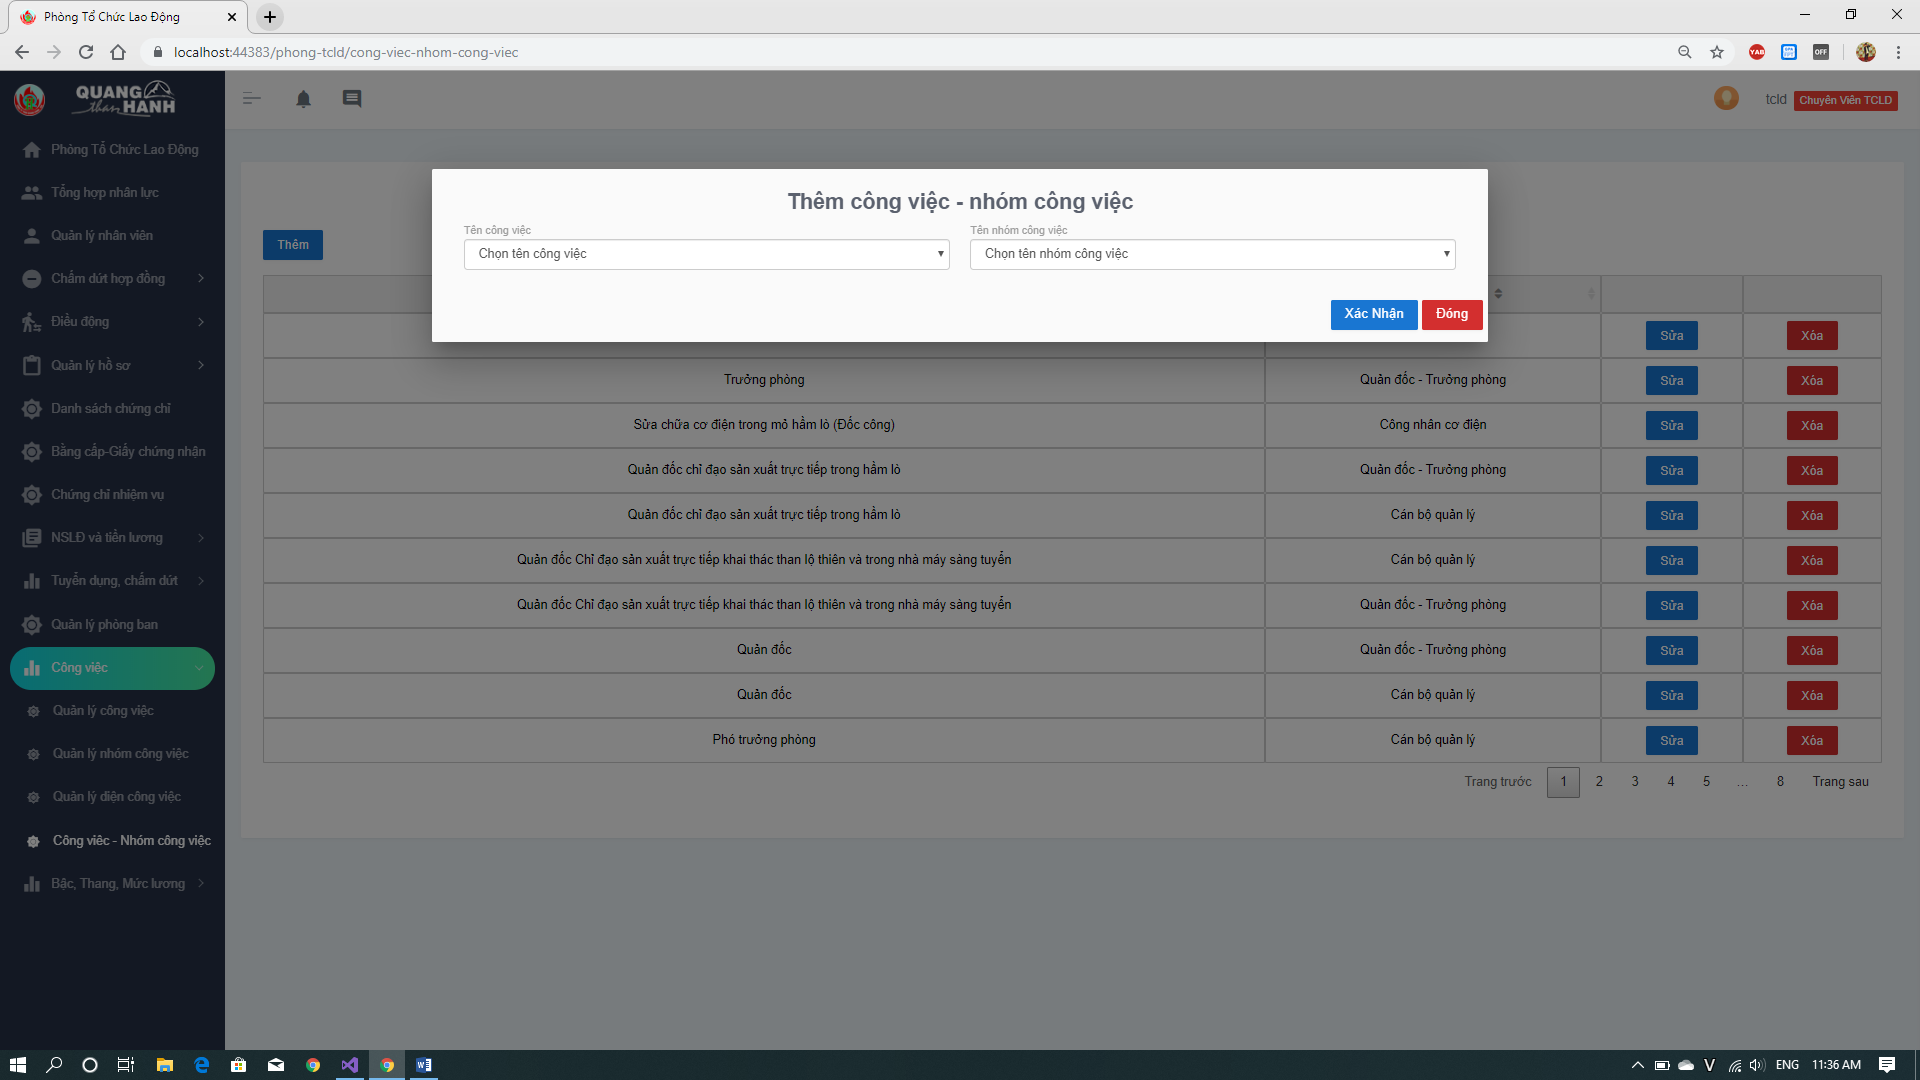 Phòng Tổ Chức Lao Động
localhost:44383/phong-tcld/cong-viec-nhom-cong-viec
YAB
OFF
QUANG
than HANH
tcld Chuyên Viên TCLD
Phòng Tổ Chức Lao Động
Tổng hợp nhân lực
Quản lý nhân viên
Chấm dứt hợp đồng
Điều động
Quản lý hồ sơ
Danh sách chứng chỉ
Bằng cấp-Giấy chứng nhận
Chứng chỉ nhiệm vụ
NSLĐ và tiền lương
Tuyển dụng, chấm dứt
Quản lý phòng ban
Công việc
Quản lý công việc
Quản lý nhóm công việc
Quản lý diện công việc
Công viêc - Nhóm công việc
Bậc, Thang, Mức lương
Thêm
Thêm công việc - nhóm công việc
Tên công việc
Tên nhóm công việc
Chọn tên công việc
Chọn tên nhóm công việc
Xác Nhận Đóng
Sửa Xóa
Trưởng phòng Quản đốc - Trưởng phòng Sửa Xóa
Sửa chữa cơ điện trong mỏ hầm lò (Đốc công) Công nhân cơ điện Sửa Xóa
Quản đốc chỉ đạo sản xuất trực tiếp trong hầm lò Quản đốc - Trưởng phòng Sửa Xóa
Quản đốc chỉ đạo sản xuất trực tiếp trong hầm lò Cán bộ quản lý Sửa Xóa
Quản đốc Chỉ đạo sản xuất trực tiếp khai thác than lộ thiên và trong nhà máy sàng tuyển Cán bộ quản lý Sửa Xóa
Quản đốc Chỉ đạo sản xuất trực tiếp khai thác than lộ thiên và trong nhà máy sàng tuyển Quản đốc - Trưởng phòng Sửa Xóa
Quản đốc Quản đốc - Trưởng phòng Sửa Xóa
Quản đốc Cán bộ quản lý Sửa Xóa
Phó trưởng phòng Cán bộ quản lý Sửa Xóa
Trang trước 1 2 3 4 5 … 8 Trang sau
ENG 11:36 AM